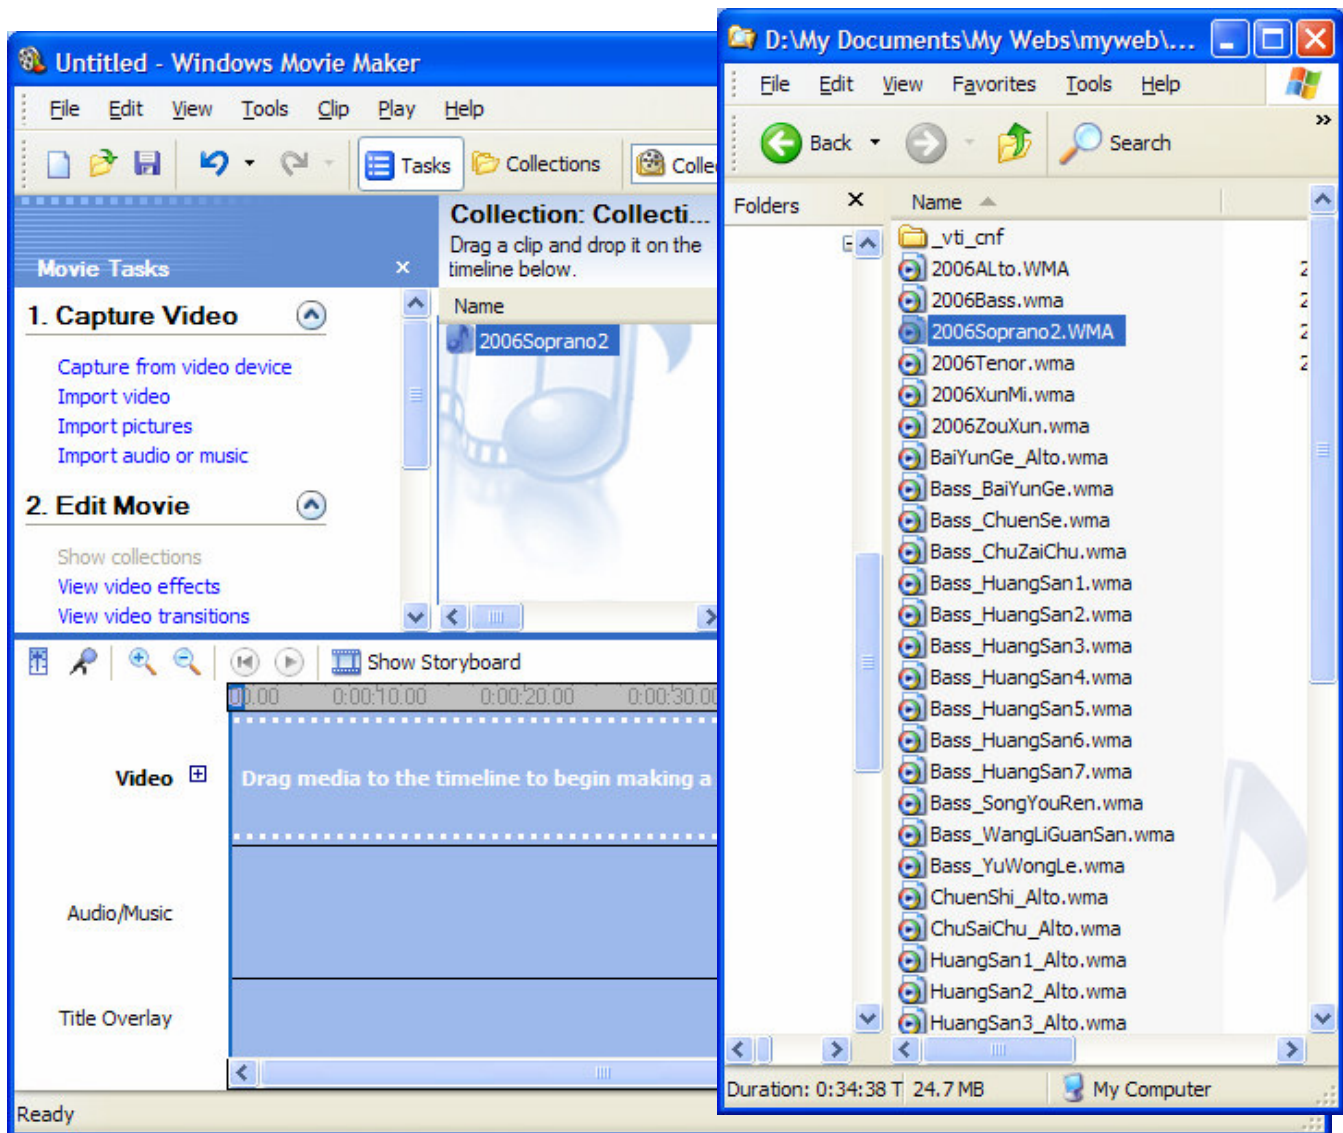 Untitled - Windows Movie Maker
File Edit View Tools Clip Play Help
Tasks Collections
Movie Tasks
1. Capture Video
Capture from video device
Import video
Import pictures
Import audio or music
2. Edit Movie
Show collections
View video effects
View video transitions
Collection: Collecti...
Drag a clip and drop it on the
timeline below.
Name
2006Soprano2
Show Storyboard
0:00:10.00 0:00:20.00 0:00:30.00
Video
Drag media to the timeline to begin making a
Audio/Music
Title Overlay
Ready
D:\My Documents\My Webs\myweb\...
File Edit View Favorites Tools Help
Back Search
Folders
Name
_vti_cnf
2006ALto.WMA
2006Bass.wma
2006Soprano2.WMA
2006Tenor.wma
2006XunMi.wma
2006ZouXun.wma
BaiYunGe_Alto.wma
Bass_BaiYunGe.wma
Bass_ChuenSe.wma
Bass_ChuZaiChu.wma
Bass_HuangSan1.wma
Bass_HuangSan2.wma
Bass_HuangSan3.wma
Bass_HuangSan4.wma
Bass_HuangSan5.wma
Bass_HuangSan6.wma
Bass_HuangSan7.wma
Bass_SongYouRen.wma
Bass_WangLiGuanSan.wma
Bass_YuWongLe.wma
ChuenShi_Alto.wma
ChuSaiChu_Alto.wma
HuangSan1_Alto.wma
HuangSan2_Alto.wma
HuangSan3_Alto.wma
Duration: 0:34:38 T 24.7 MB My Computer